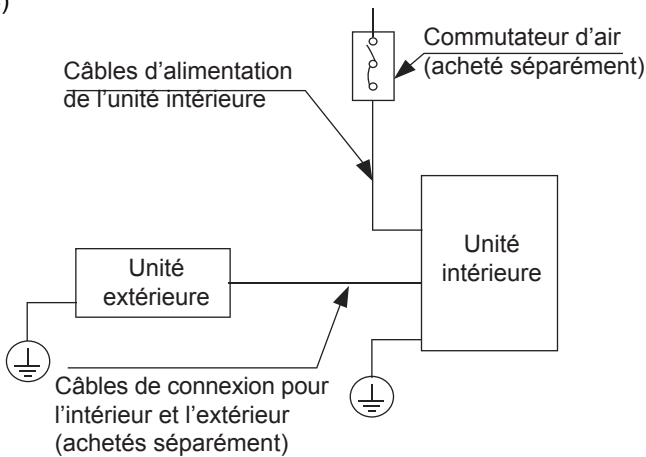 )
Commutateur d’air
(acheté séparément)
Câbles d’alimentation
de l’unité intérieure
Unité
intérieure
Unité
extérieure
Câbles de connexion pour
l’intérieur et l’extérieur
(achetés séparément)